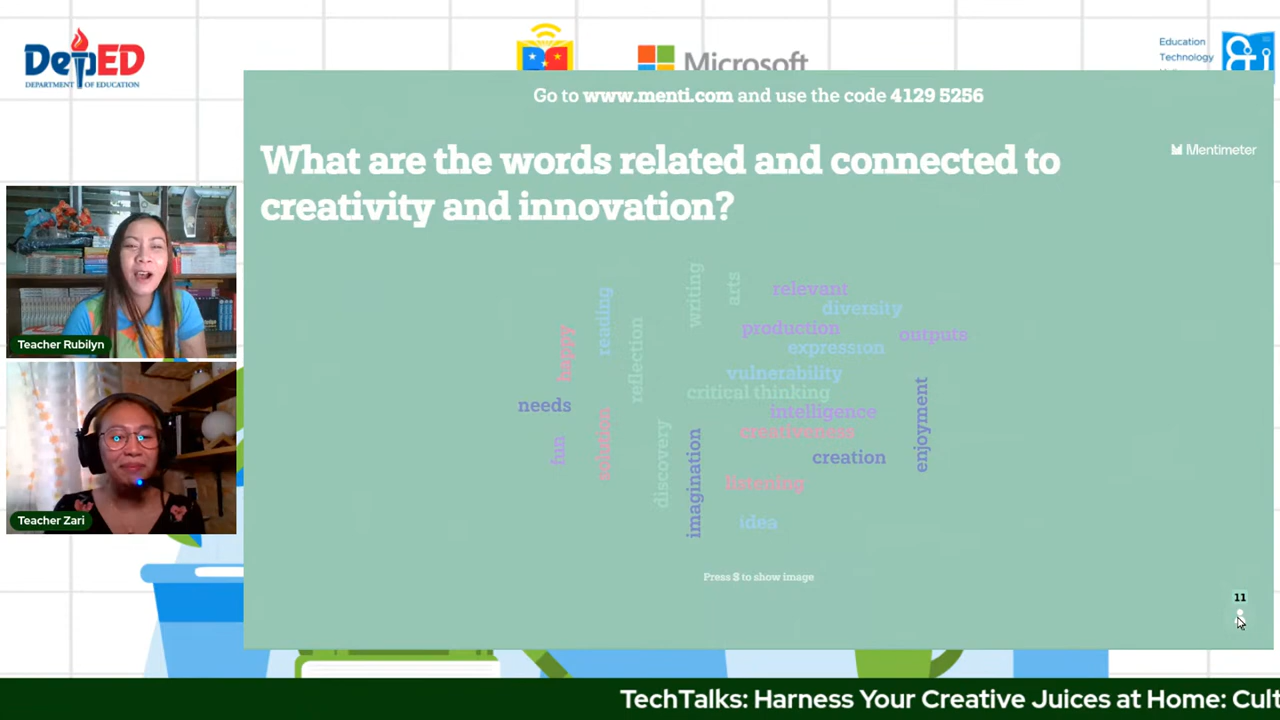 DepED
DEPARTMENT OF EDUCATION
Microsoft
Education
Technology
Go to www.menti.com and use the code 4129 5256
Mentimeter
What are the words related and connected to
creativity and innovation?
writing
arts
relevant
reading
diversity
happy
reflection
production
outputs
expression
vulnerability
critical thinking
needs
intelligence
enjoyment
creativeness
fun
solution
discovery
imagination
creation
listening
idea
Press S to show image
11
Teacher Rubilyn
Teacher Zari
TechTalks: Harness Your Creative Juices at Home: Cult